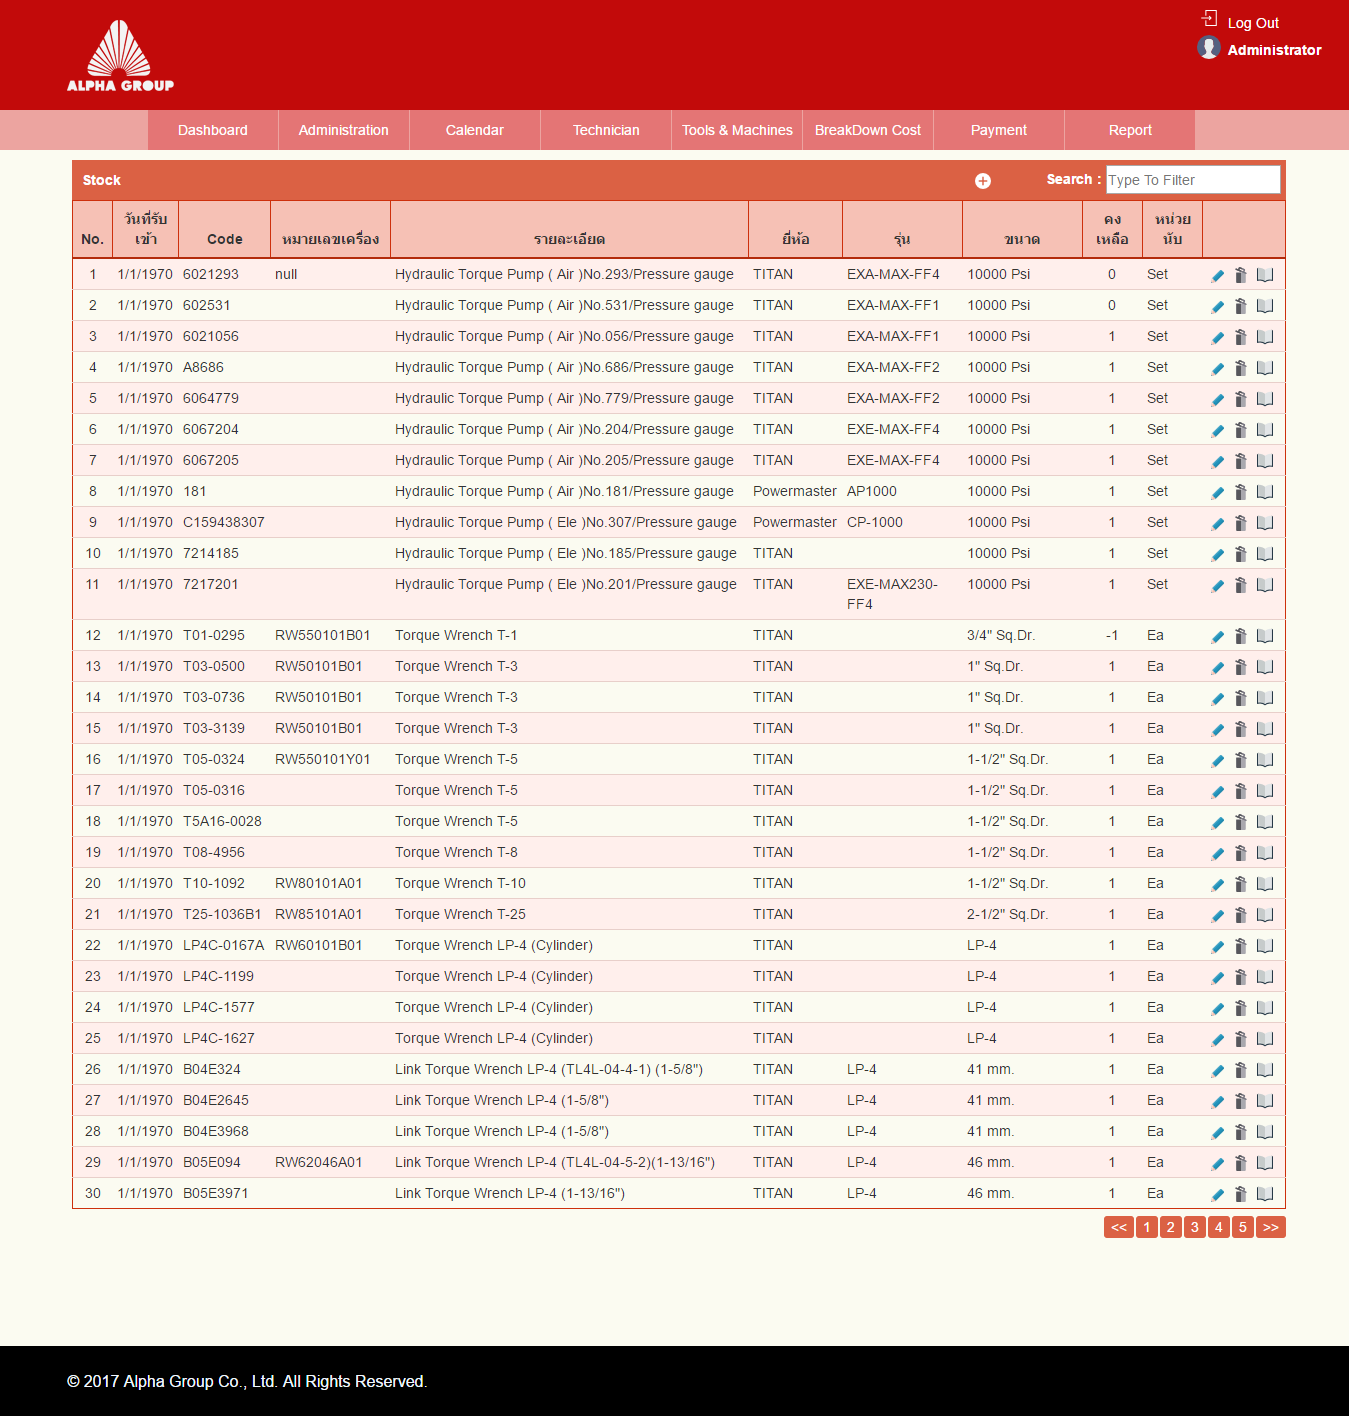 Log Out
Administrator
ALPHA GROUP
Dashboard Administration Calendar Technician Tools & Machines BreakDown Cost Payment Report
Stock Search : Type To Filter
No. วันที่รับเข้า Code หมายเลขเครื่อง รายละเอียด ยี่ห้อ รุ่น ขนาด คงเหลือ หน่วยนับ
1 1/1/1970 6021293 null Hydraulic Torque Pump ( Air )No.293/Pressure gauge TITAN EXA-MAX-FF4 10000 Psi 0 Set
2 1/1/1970 602531 Hydraulic Torque Pump ( Air )No.531/Pressure gauge TITAN EXA-MAX-FF1 10000 Psi 0 Set
3 1/1/1970 6021056 Hydraulic Torque Pump ( Air )No.056/Pressure gauge TITAN EXA-MAX-FF1 10000 Psi 1 Set
4 1/1/1970 A8686 Hydraulic Torque Pump ( Air )No.686/Pressure gauge TITAN EXA-MAX-FF2 10000 Psi 1 Set
5 1/1/1970 6064779 Hydraulic Torque Pump ( Air )No.779/Pressure gauge TITAN EXA-MAX-FF2 10000 Psi 1 Set
6 1/1/1970 6067204 Hydraulic Torque Pump ( Air )No.204/Pressure gauge TITAN EXE-MAX-FF4 10000 Psi 1 Set
7 1/1/1970 6067205 Hydraulic Torque Pump ( Air )No.205/Pressure gauge TITAN EXE-MAX-FF4 10000 Psi 1 Set
8 1/1/1970 181 Hydraulic Torque Pump ( Air )No.181/Pressure gauge Powermaster AP1000 10000 Psi 1 Set
9 1/1/1970 C159438307 Hydraulic Torque Pump ( Ele )No.307/Pressure gauge Powermaster CP-1000 10000 Psi 1 Set
10 1/1/1970 7214185 Hydraulic Torque Pump ( Ele )No.185/Pressure gauge TITAN 10000 Psi 1 Set
11 1/1/1970 7217201 Hydraulic Torque Pump ( Ele )No.201/Pressure gauge TITAN EXE-MAX230-FF4 10000 Psi 1 Set
12 1/1/1970 T01-0295 RW550101B01 Torque Wrench T-1 TITAN 3/4" Sq.Dr. -1 Ea
13 1/1/1970 T03-0500 RW50101B01 Torque Wrench T-3 TITAN 1" Sq.Dr. 1 Ea
14 1/1/1970 T03-0736 RW50101B01 Torque Wrench T-3 TITAN 1" Sq.Dr. 1 Ea
15 1/1/1970 T03-3139 RW50101B01 Torque Wrench T-3 TITAN 1" Sq.Dr. 1 Ea
16 1/1/1970 T05-0324 RW550101Y01 Torque Wrench T-5 TITAN 1-1/2" Sq.Dr. 1 Ea
17 1/1/1970 T05-0316 Torque Wrench T-5 TITAN 1-1/2" Sq.Dr. 1 Ea
18 1/1/1970 T5A16-0028 Torque Wrench T-5 TITAN 1-1/2" Sq.Dr. 1 Ea
19 1/1/1970 T08-4956 Torque Wrench T-8 TITAN 1-1/2" Sq.Dr. 1 Ea
20 1/1/1970 T10-1092 RW80101A01 Torque Wrench T-10 TITAN 1-1/2" Sq.Dr. 1 Ea
21 1/1/1970 T25-1036B1 RW85101A01 Torque Wrench T-25 TITAN 2-1/2" Sq.Dr. 1 Ea
22 1/1/1970 LP4C-0167A RW60101B01 Torque Wrench LP-4 (Cylinder) TITAN LP-4 1 Ea
23 1/1/1970 LP4C-1199 Torque Wrench LP-4 (Cylinder) TITAN LP-4 1 Ea
24 1/1/1970 LP4C-1577 Torque Wrench LP-4 (Cylinder) TITAN LP-4 1 Ea
25 1/1/1970 LP4C-1627 Torque Wrench LP-4 (Cylinder) TITAN LP-4 1 Ea
26 1/1/1970 B04E324 Link Torque Wrench LP-4 (TL4L-04-4-1) (1-5/8") TITAN LP-4 41 mm. 1 Ea
27 1/1/1970 B04E2645 Link Torque Wrench LP-4 (1-5/8") TITAN LP-4 41 mm. 1 Ea
28 1/1/1970 B04E3968 Link Torque Wrench LP-4 (1-5/8") TITAN LP-4 41 mm. 1 Ea
29 1/1/1970 B05E094 RW62046A01 Link Torque Wrench LP-4 (TL4L-04-5-2)(1-13/16") TITAN LP-4 46 mm. 1 Ea
30 1/1/1970 B05E3971 Link Torque Wrench LP-4 (1-13/16") TITAN LP-4 46 mm. 1 Ea
<< 1 2 3 4 5 >>
© 2017 Alpha Group Co., Ltd. All Rights Reserved.